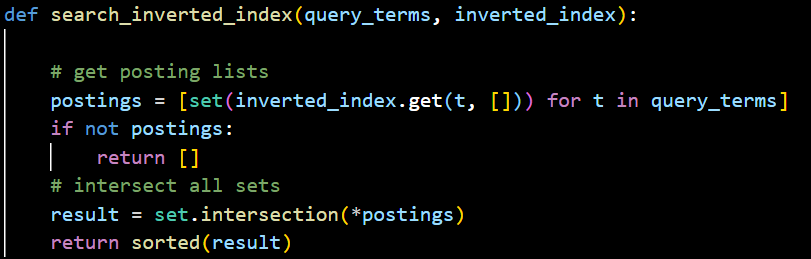 def search_inverted_index(query_terms, inverted_index):
    # get posting lists
    postings = [set(inverted_index.get(t, [])) for t in query_terms]
    if not postings:
        return []
    # intersect all sets
    result = set.intersection(*postings)
    return sorted(result)